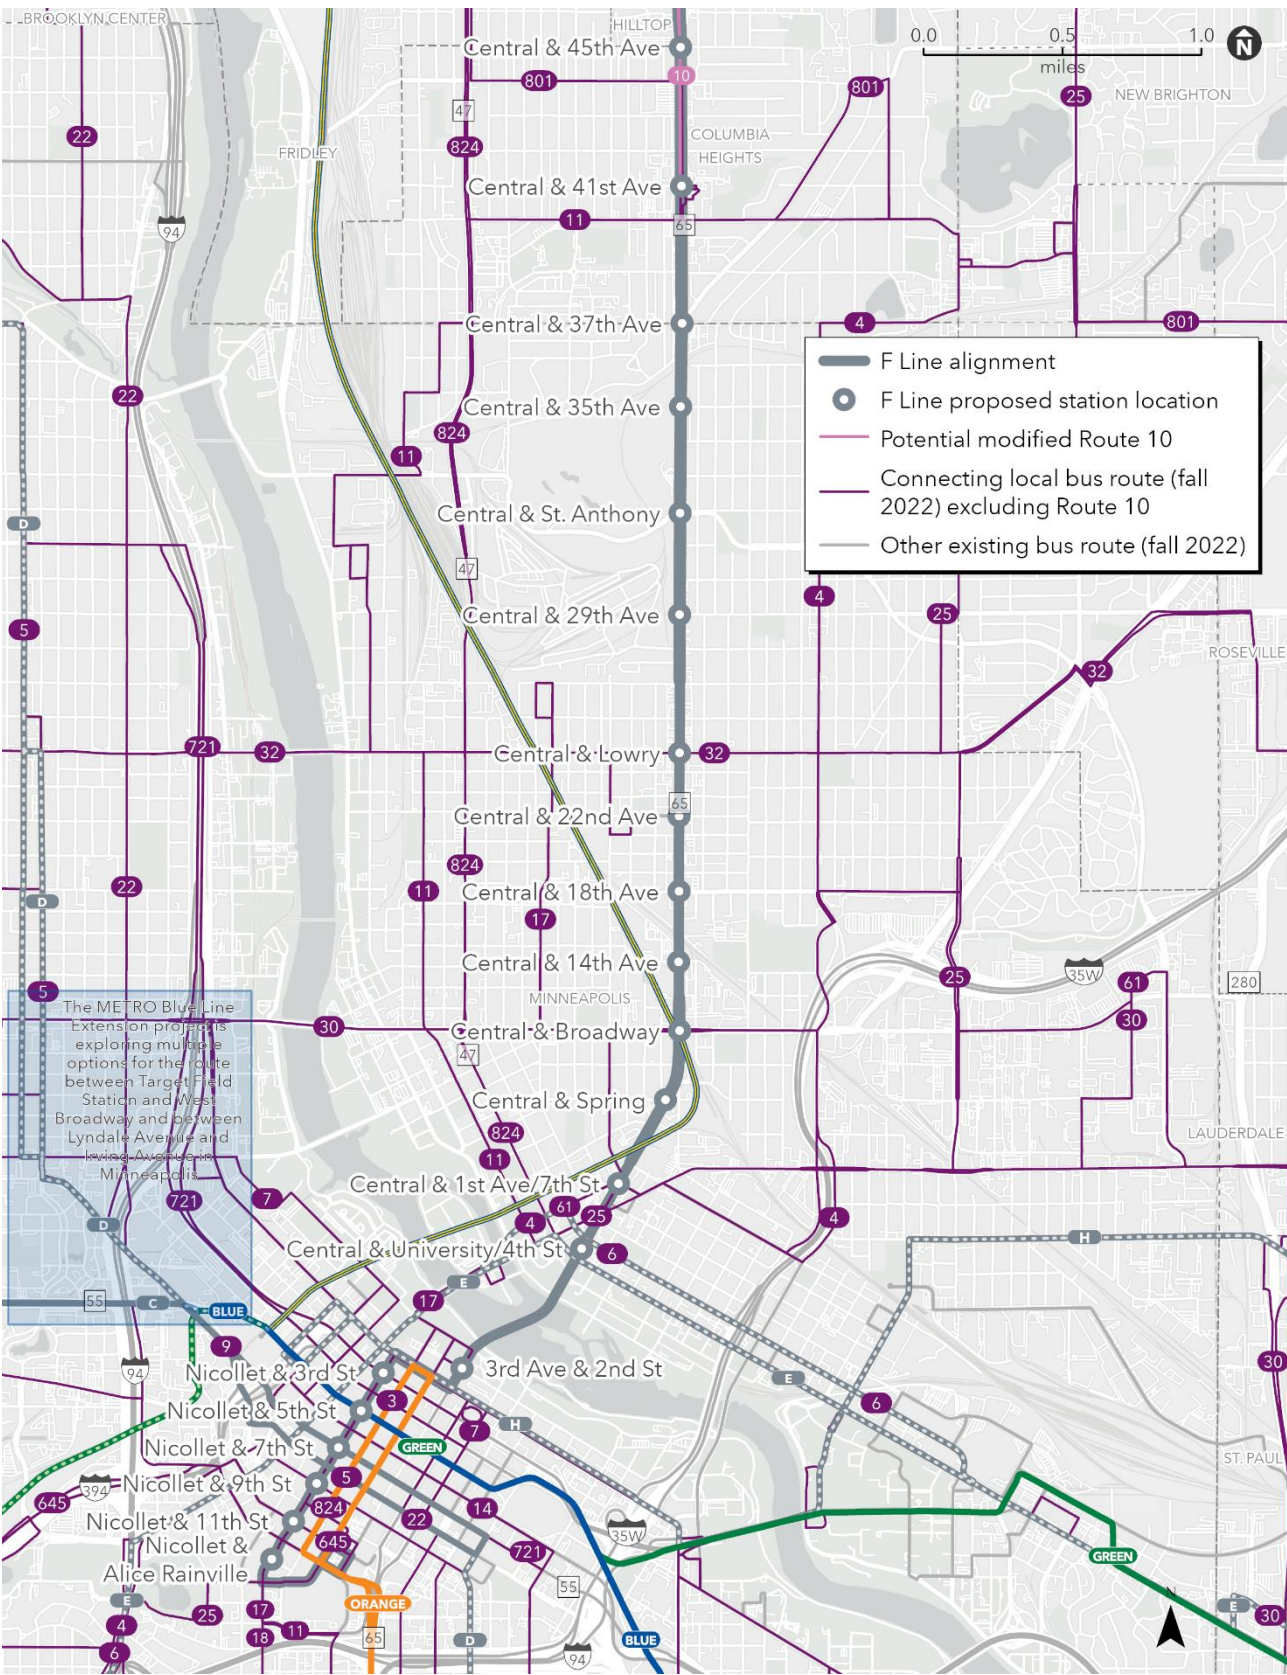 BROOKLYN CENTER
HILLTOP
Central & 45th Ave
0.0 0.5 1.0
miles
N
10
801
801
25
NEW BRIGHTON
47
22
FRIDLEY
824
COLUMBIA
HEIGHTS
Central & 41st Ave
11
65
94
Central & 37th Ave
4
801
F Line alignment
F Line proposed station location
Potential modified Route 10
Connecting local bus route (fall
2022) excluding Route 10
Other existing bus route (fall 2022)
22
Central & 35th Ave
824
11
D
Central & St. Anthony
47
4
25
5
Central & 29th Ave
ROSEVILLE
32
721
32
Central & Lowry
32
65
Central & 22nd Ave
824
22
11
Central & 18th Ave
D
17
Central & 14th Ave
25
35W
61
280
5
MINNEAPOLIS
The METRO Blue Line
Extension project is
exploring multiple
options for the route
between Target Field
Station and West
Broadway and between
Lyndale Avenue and
Irving Avenue in
Minneapolis
30
Central & Broadway
30
47
Central & Spring
824
11
LAUDERDALE
721
7
Central & 1st Ave/7th St
61
25
4
4
D
Central & University/4th St
6
H
E
55
C
BLUE
17
9
94
Nicollet & 3rd St
3rd Ave & 2nd St
30
3
E
6
Nicollet & 5th St
H
7
GREEN
Nicollet & 7th St
ST. PAUL
5
394
Nicollet & 9th St
645
824
14
22
Nicollet & 11th St
35W
645
721
Nicollet &
Alice Rainville
GREEN
55
N
E
ORANGE
E
25
17
30
4
11
18
65
D
BLUE
6
94